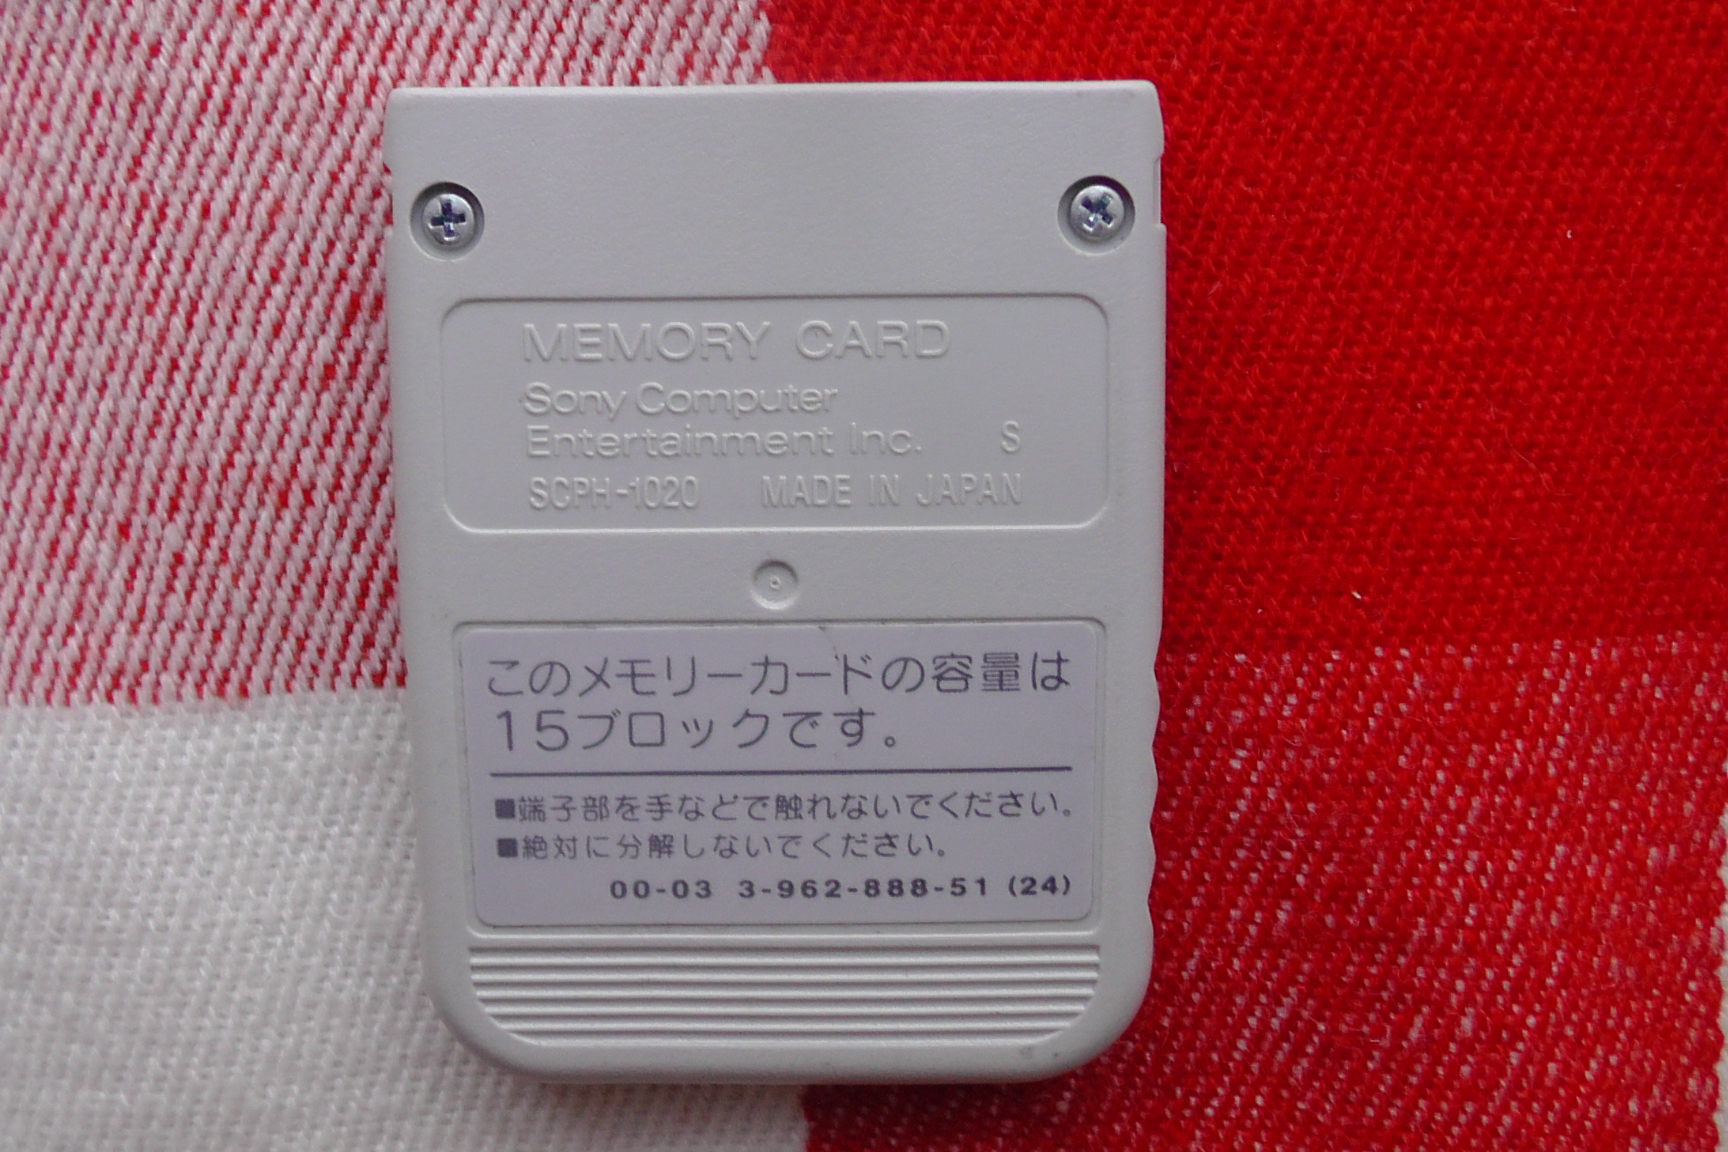 MEMORY CARD
Sony Computer
Entertainment Inc. S
SCPH-1020 MADE IN JAPAN
このメモリーカードの容量は
15ブロックです。
■端子部を手などで触れないでください。
■絶対に分解しないでください。
00-03 3-962-888-51 (24)